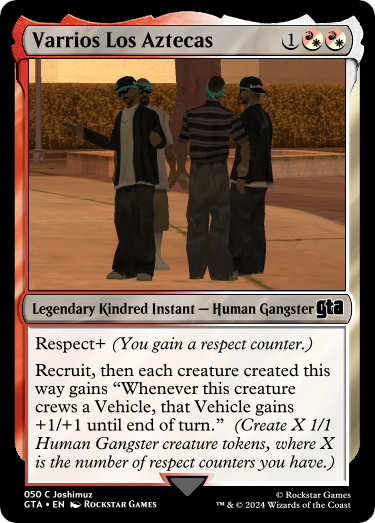 Varrios Los Aztecas 1
Legendary Kindred Instant — Human Gangster gta
Respect+ (You gain a respect counter.)
Recruit, then each creature created this
way gains “Whenever this creature
crews a Vehicle, that Vehicle gains
+1/+1 until end of turn.” (Create X 1/1
Human Gangster creature tokens, where X
is the number of respect counters you have.)
050 C Joshimuz
GTA • EN Rockstar Games
© Rockstar Games
™ & © 2024 Wizards of the Coast